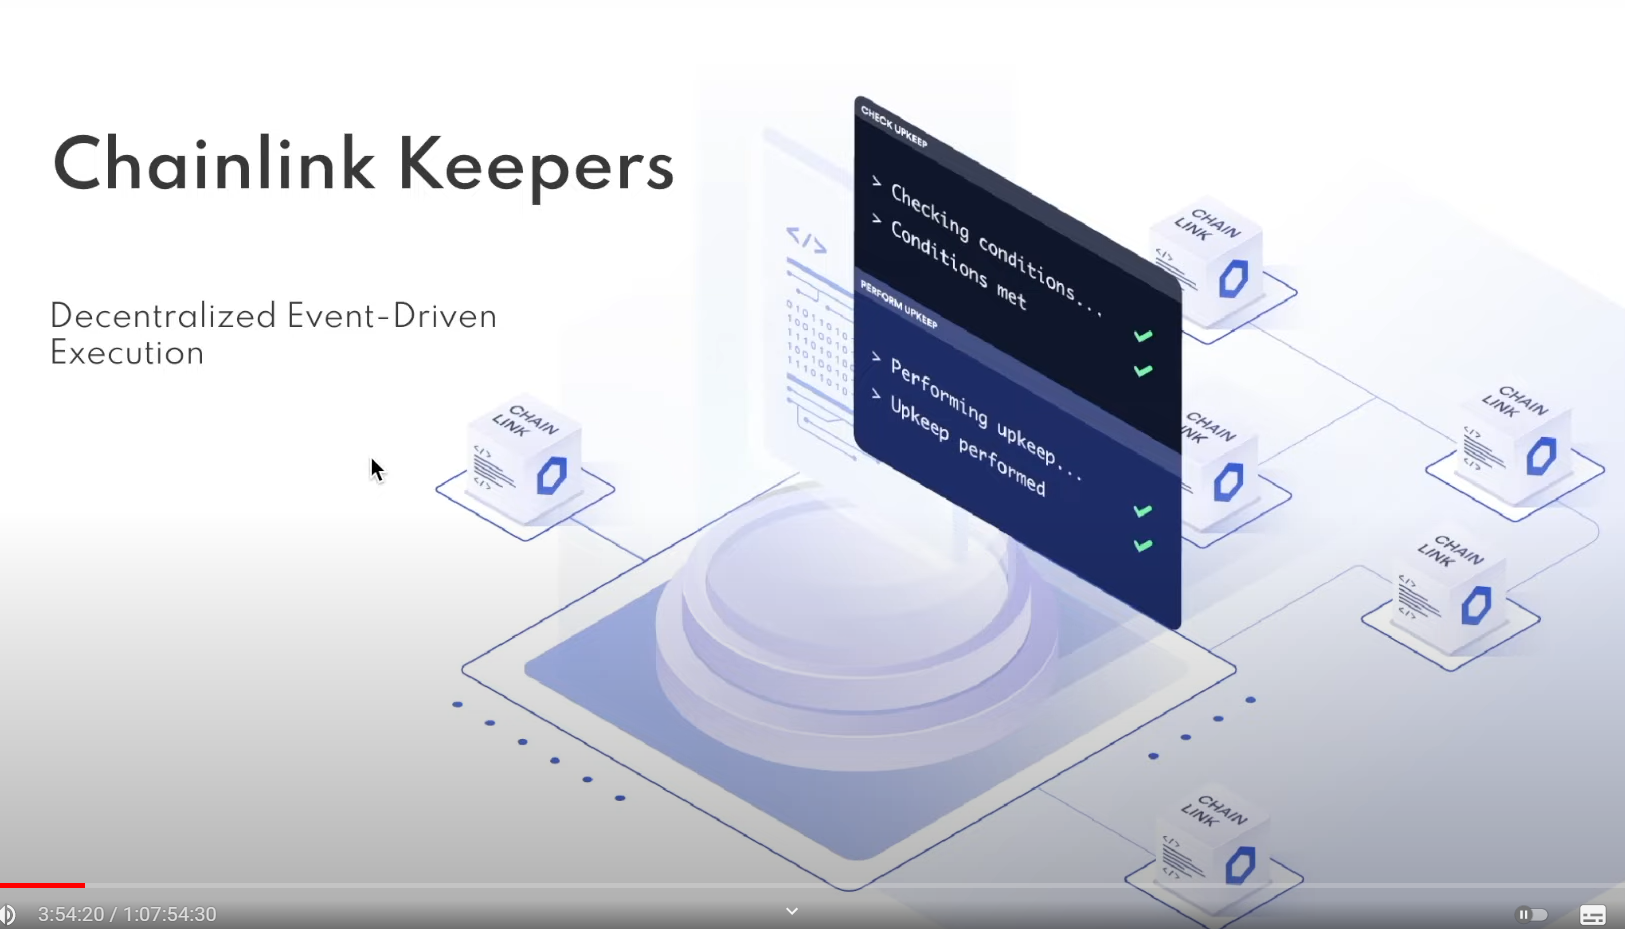 Chainlink Keepers
Decentralized Event-Driven
Execution
CHECK UPKEEP
> Checking conditions...
> Conditions met
PERFORM UPKEEP
> Performing upkeep...
> Upkeep performed
</>
CHAIN
LINK
</>
</>
CHAIN
LINK
</>
CHAIN
LINK
</>
</>
CHAIN
LINK
CHAIN
LINK
</>
</>
CHAIN
LINK
</>
</>
3:54:20 / 1:07:54:30